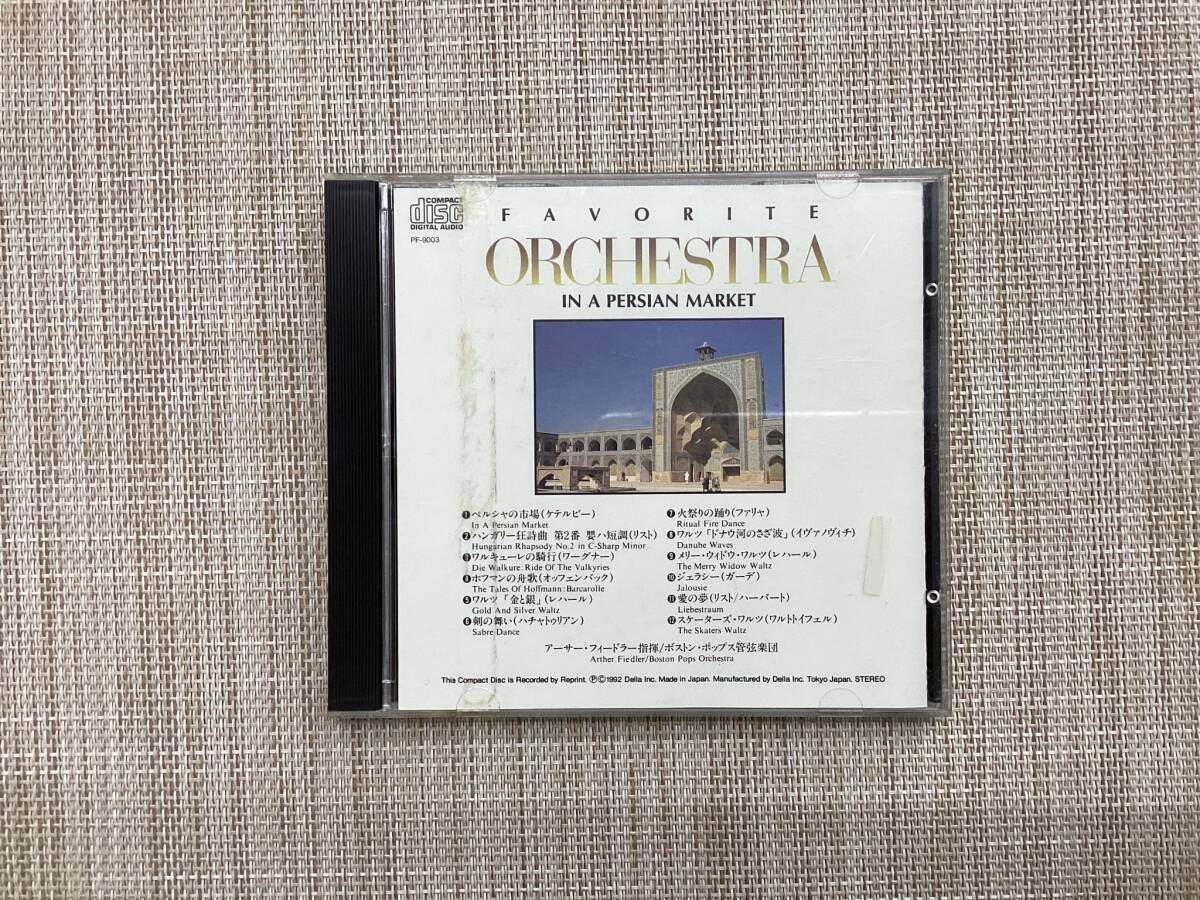 COMPACT
disc
DIGITAL AUDIO
PF-9003
FAVORITE
ORCHESTRA
IN A PERSIAN MARKET
❶ペルシャの市場(ケテルビー)
In A Persian Market
❷ハンガリー狂詩曲 第2番 嬰ハ短調(リスト)
Hungarian Rhapsody No.2 in C-Sharp Minor
❸ワルキューレの騎行(ワーグナー)
Die Walkure: Ride Of The Valkyries
❹ホフマンの舟歌(オッフェンバック)
The Tales Of Hoffmann: Barcarolle
❺ワルツ「金と銀」(レハール)
Gold And Silver Waltz
❻剣の舞い(ハチャトゥリアン)
Sabre Dance
❼火祭りの踊り(ファリャ)
Ritual Fire Dance
❽ワルツ「ドナウ河のさざ波」(イヴァノヴィチ)
Danube Waves
❾メリー・ウィドウ・ワルツ(レハール)
The Merry Widow Waltz
❿ジェラシー(ガーデ)
Jalousie
⓫愛の夢(リスト/ハーバート)
Liebestraum
⓬スケーターズ・ワルツ(ワルトトイフェル)
The Skaters Waltz
アーサー・フィードラー指揮/ボストン・ポップス管弦楽団
Arther Fiedler/Boston Pops Orchestra
This Compact Disc is Recorded by Reprint. ℗©1992 Della Inc. Made in Japan. Manufactured by Della Inc. Tokyo Japan. STEREO